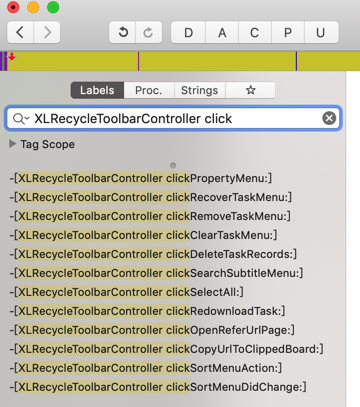 D A C P U
Labels Proc. Strings
XLRecycleToolbarController click
Tag Scope
-[XLRecycleToolbarController clickPropertyMenu:]
-[XLRecycleToolbarController clickRecoverTaskMenu:]
-[XLRecycleToolbarController clickRemoveTaskMenu:]
-[XLRecycleToolbarController clickClearTaskMenu:]
-[XLRecycleToolbarController clickDeleteTaskRecords:]
-[XLRecycleToolbarController clickSearchSubtitleMenu:]
-[XLRecycleToolbarController clickSelectAll:]
-[XLRecycleToolbarController clickRedownloadTask:]
-[XLRecycleToolbarController clickOpenReferUrlPage:]
-[XLRecycleToolbarController clickCopyUrlToClippedBoard:]
-[XLRecycleToolbarController clickSortMenuAction:]
-[XLRecycleToolbarController clickSortMenuDidChange:]